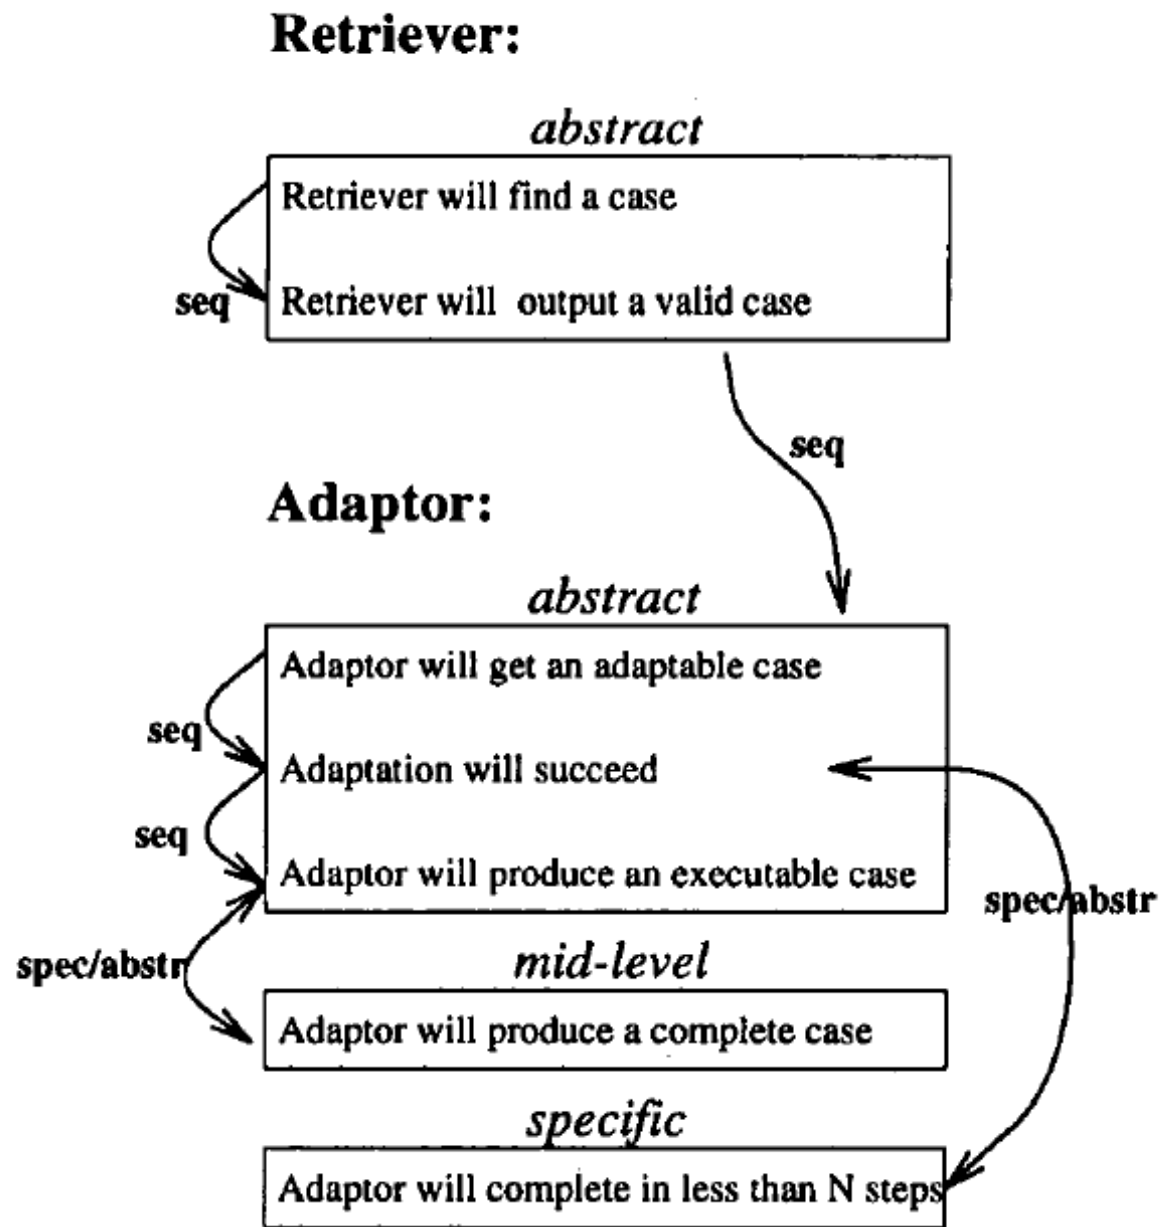 Retriever:
abstract
Retriever will find a case
seq
Retriever will output a valid case
seq
Adaptor:
abstract
Adaptor will get an adaptable case
seq
Adaptation will succeed
seq
Adaptor will produce an executable case
spec/abstr
spec/abstr
mid-level
Adaptor will produce a complete case
specific
Adaptor will complete in less than N steps